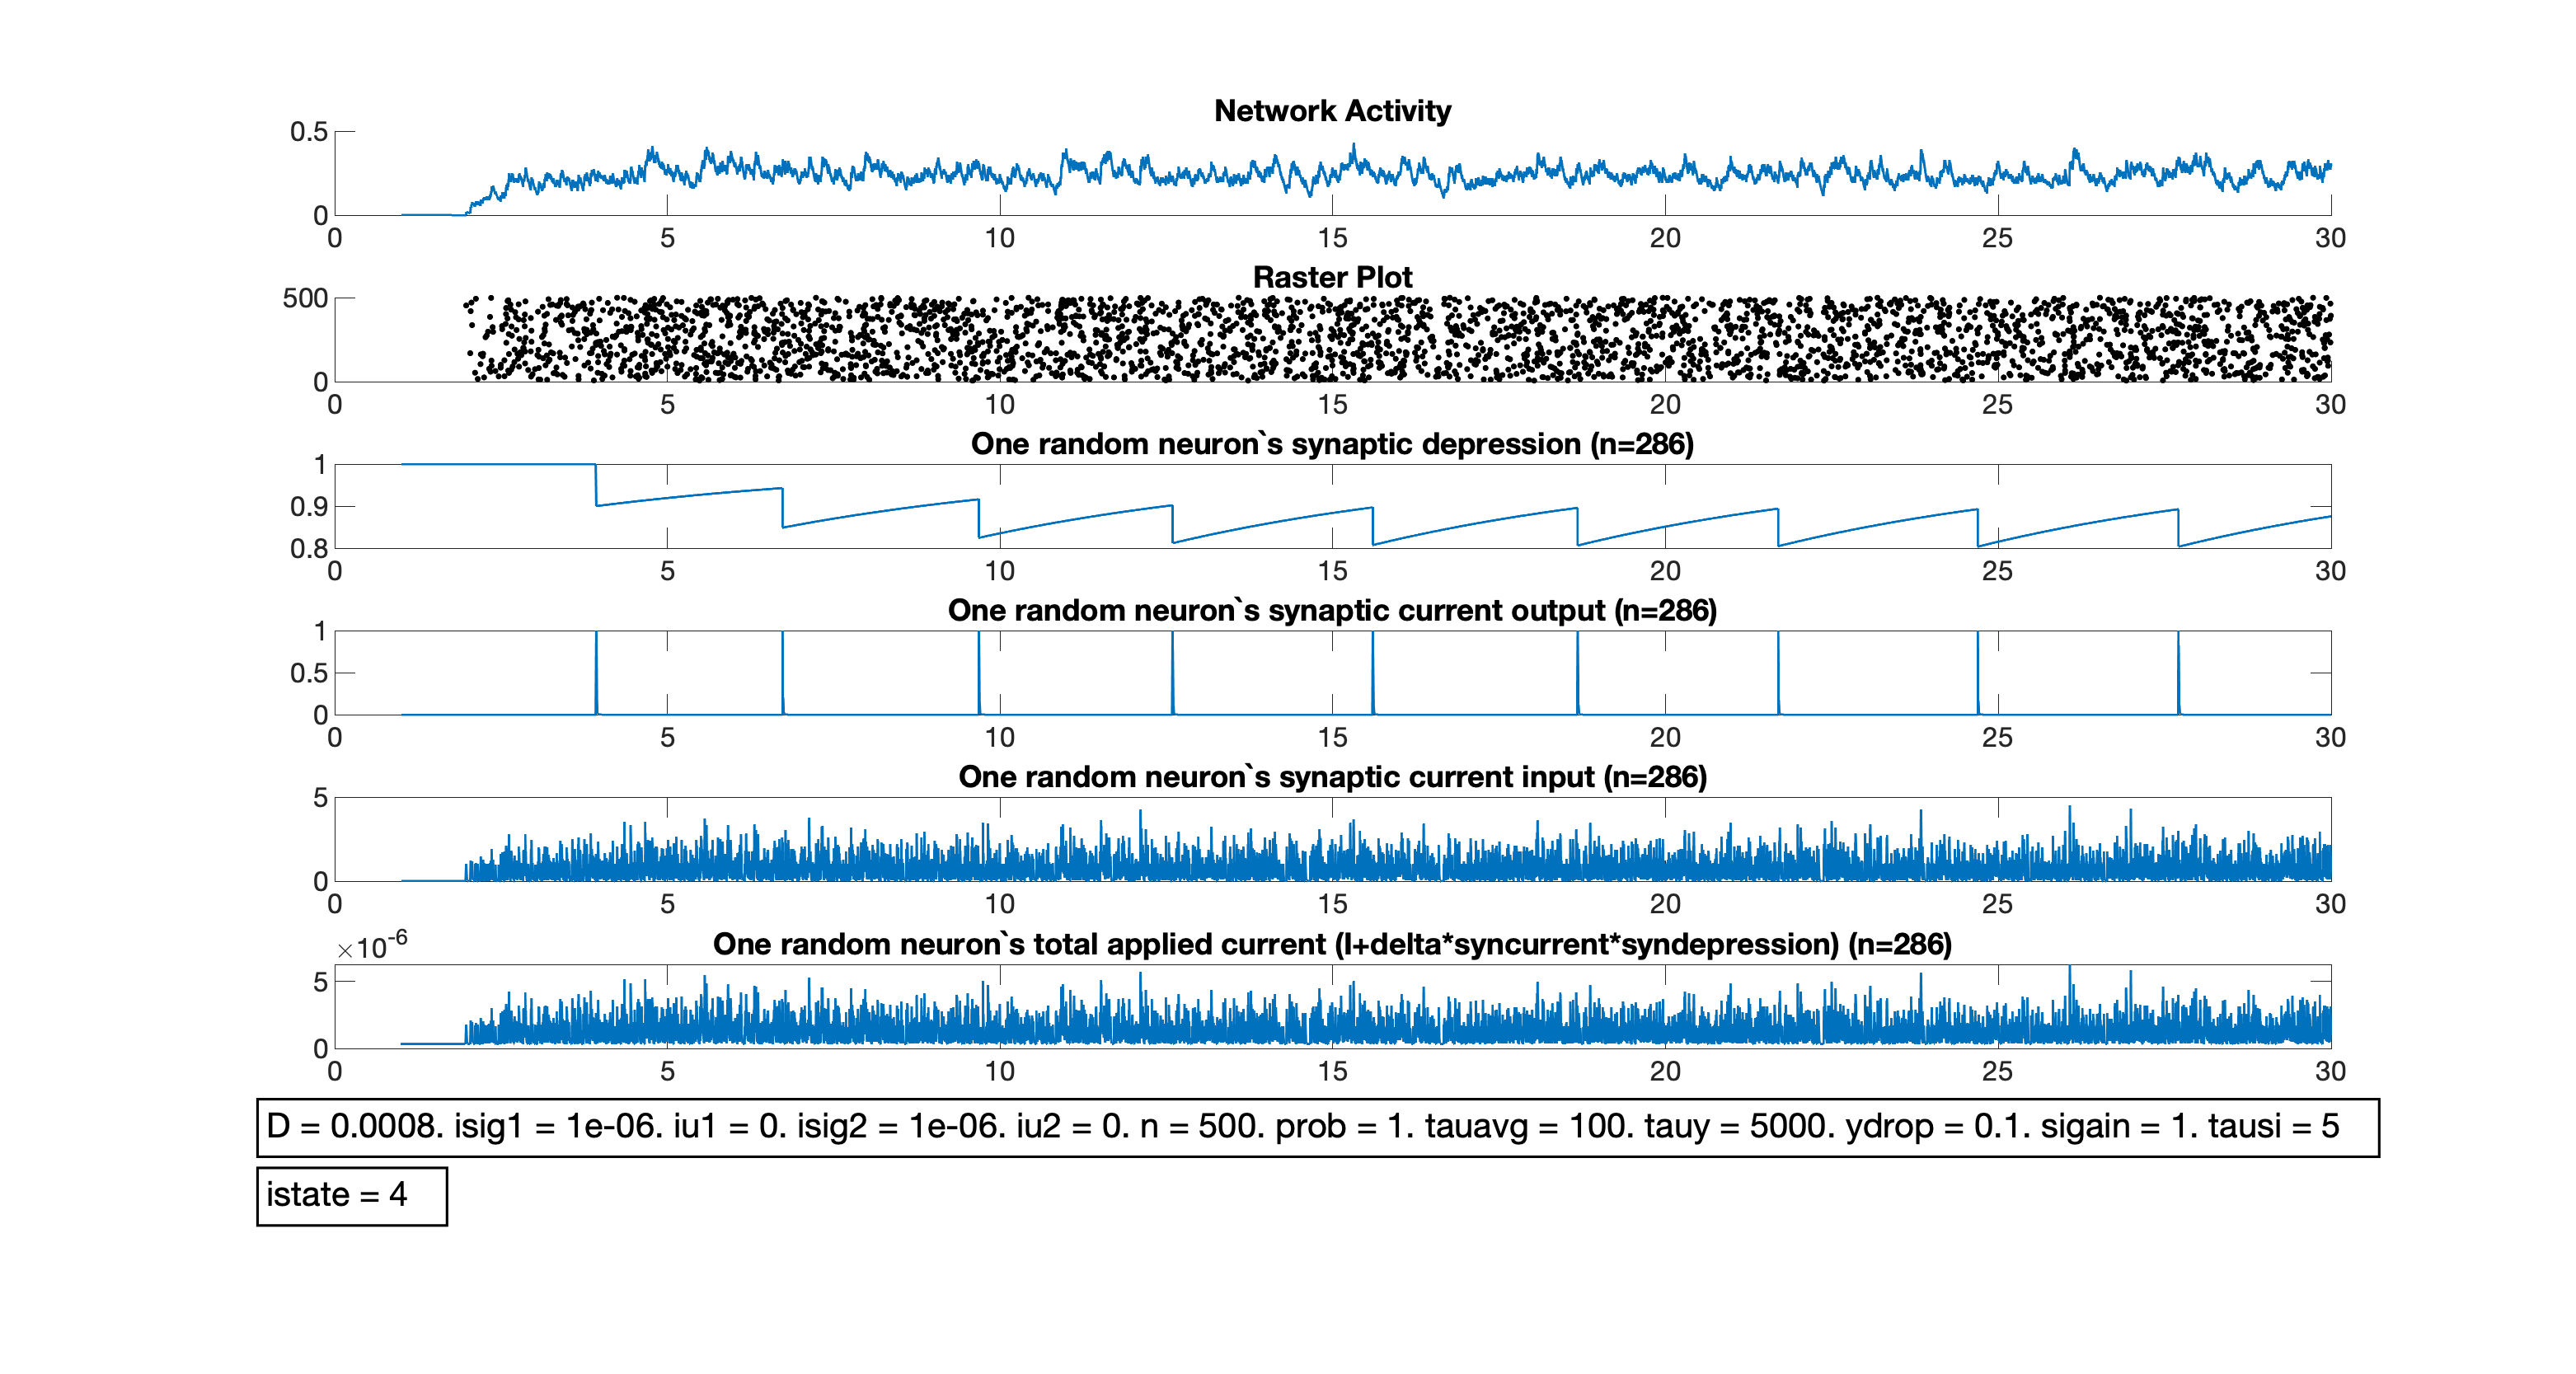 Network Activity
0.5
0
0 5 10 15 20 25 30
Raster Plot
500
0
0 5 10 15 20 25 30
One random neuron`s synaptic depression (n=286)
1
0.9
0.8
0 5 10 15 20 25 30
One random neuron`s synaptic current output (n=286)
1
0.5
0
0 5 10 15 20 25 30
One random neuron`s synaptic current input (n=286)
5
0
0 5 10 15 20 25 30
×10-6
One random neuron`s total applied current (I+delta*syncurrent*syndepression) (n=286)
5
0
0 5 10 15 20 25 30
D = 0.0008. isig1 = 1e-06. iu1 = 0. isig2 = 1e-06. iu2 = 0. n = 500. prob = 1. tauavg = 100. tauy = 5000. ydrop = 0.1. sigain = 1. tausi = 5
istate = 4